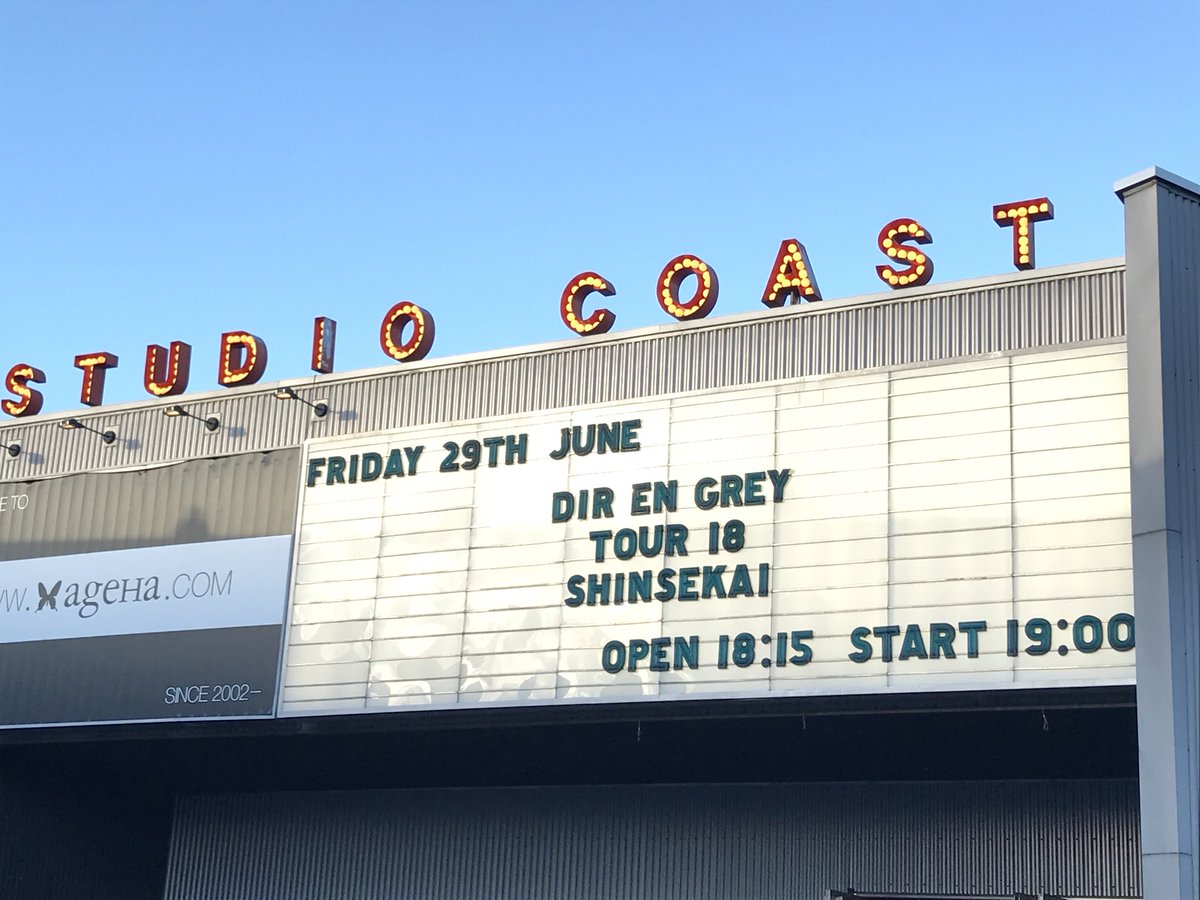 STUDIO COAST
FRIDAY 29TH JUNE
DIR EN GREY
TOUR 18
SHINSEKAI
OPEN 18:15 START 19:00
TO
ageHa.COM
SINCE 2002–